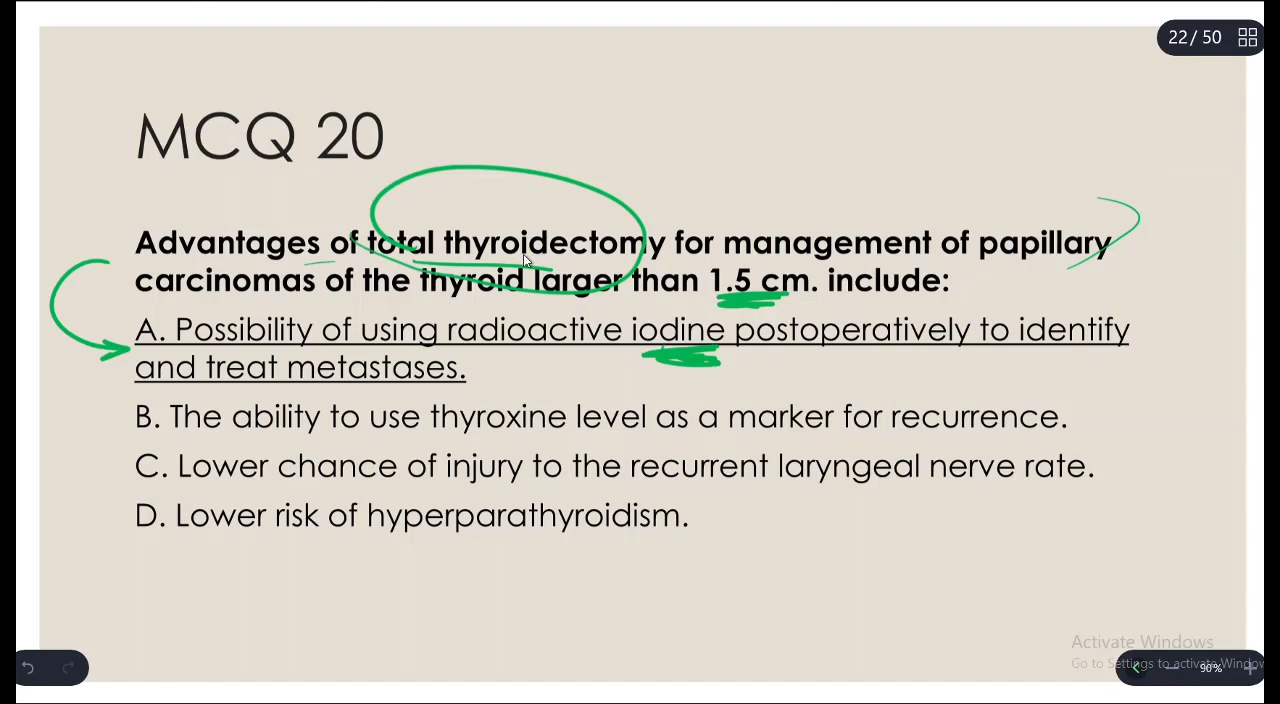 22/ 50
MCQ 20
Advantages of total thyroidectomy for management of papillary
carcinomas of the thyroid larger than 1.5 cm. include:
A. Possibility of using radioactive iodine postoperatively to identify
and treat metastases.
B. The ability to use thyroxine level as a marker for recurrence.
C. Lower chance of injury to the recurrent laryngeal nerve rate.
D. Lower risk of hyperparathyroidism.
Activate Windows
Go to Settings to activate Window
90%